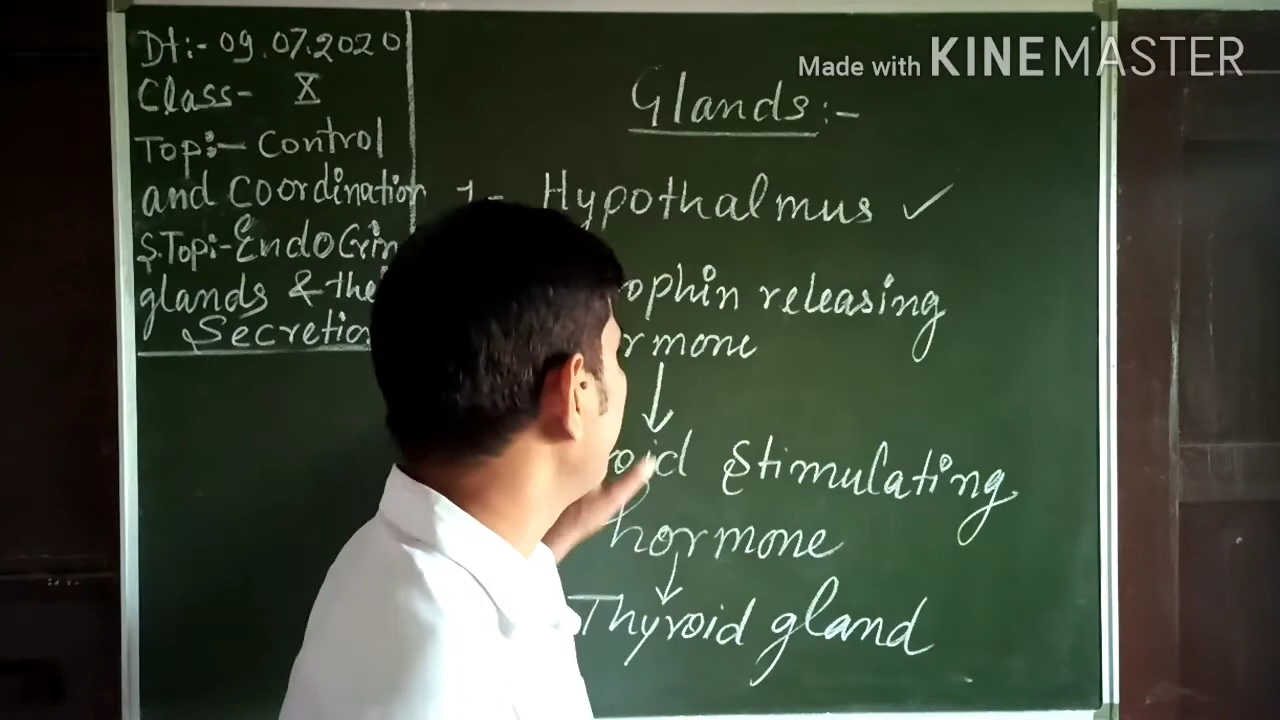 Dt:- 09.07.2020
Class- X
Top:- Control
and Coordination
S.Top:- EndoCrin
glands & the
Secretio
Made with KINEMASTER
Glands:-
1- Hypothalmus ✓
ophin releasing
rmone
↓
oid Stimulating
hormone
↓
Thyroid gland